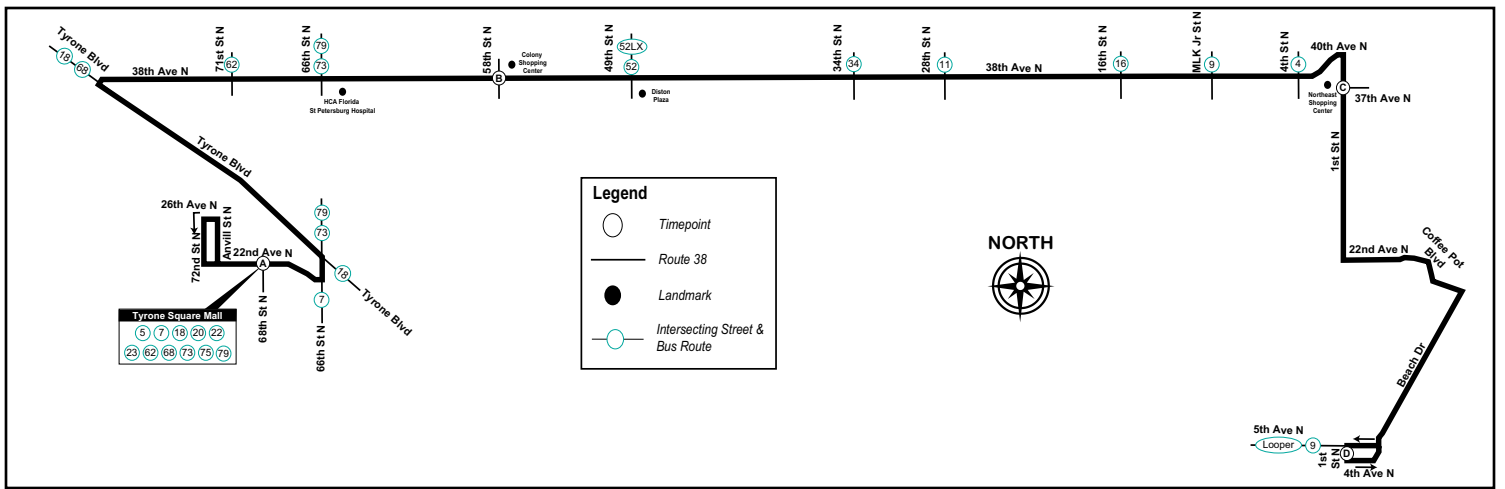 Tyrone Blvd
18
68
38th Ave N
71st St N
62
66th St N
79
73
HCA Florida
St Petersburg Hospital
58th St N
B
Colony
Shopping
Center
49th St N
52LX
52
Diston
Plaza
34th St N
34
28th St N
11
38th Ave N
16th St N
16
MLK Jr St N
9
4th St N
4
40th Ave N
Northeast
Shopping
Center
C
37th Ave N
1st St N
Tyrone Blvd
26th Ave N
72nd St N
Anvill St N
22nd Ave N
A
79
73
18
Tyrone Blvd
7
66th St N
68th St N
Tyrone Square Mall
5 7 18 20 22
23 62 68 73 75 79
Legend
Timepoint
Route 38
Landmark
Intersecting Street &
Bus Route
NORTH
22nd Ave N
Coffee Pot
Blvd
Beach Dr
5th Ave N
Looper
9
1st
St N
D
4th Ave N